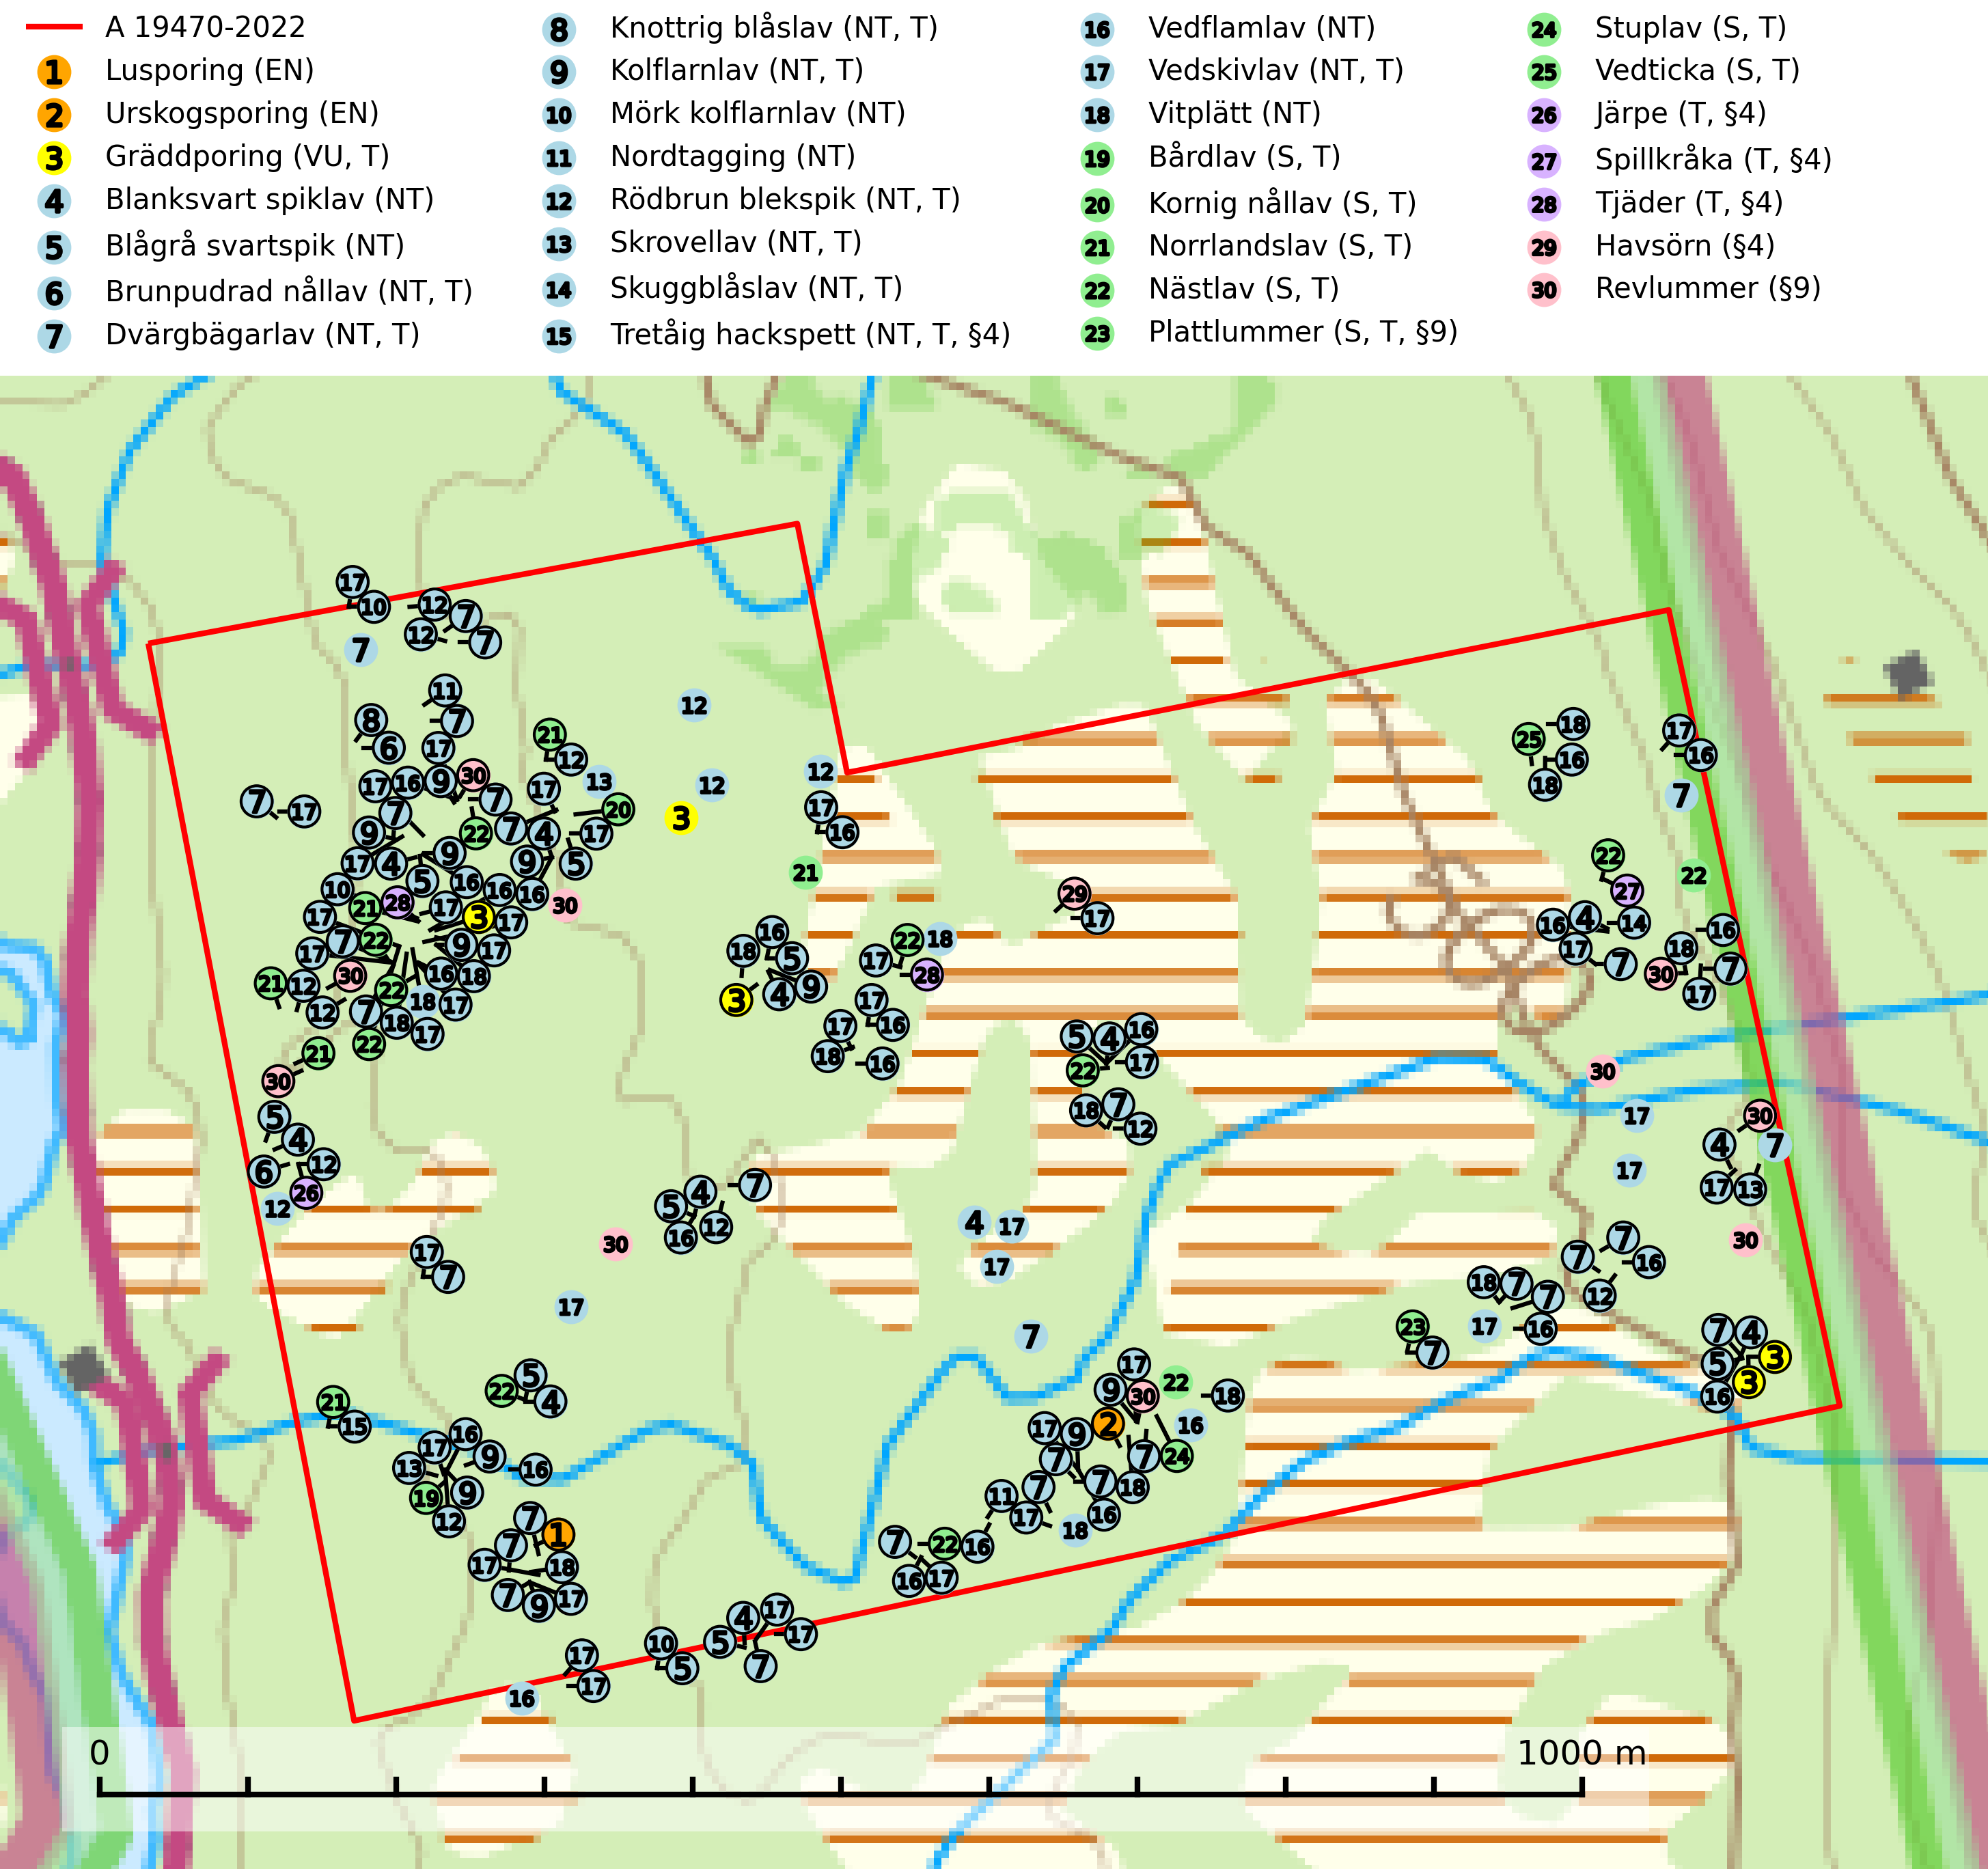 A 19470-2022
1 Lusporing (EN)
2 Urskogsporing (EN)
3 Gräddporing (VU, T)
4 Blanksvart spiklav (NT)
5 Blågrå svartspik (NT)
6 Brunpudrad nållav (NT, T)
7 Dvärgbägarlav (NT, T)
8 Knottrig blåslav (NT, T)
9 Kolflarnlav (NT, T)
10 Mörk kolflarnlav (NT)
11 Nordtagging (NT)
12 Rödbrun blekspik (NT, T)
13 Skrovellav (NT, T)
14 Skuggblåslav (NT, T)
15 Tretåig hackspett (NT, T, §4)
16 Vedflamlav (NT)
17 Vedskivlav (NT, T)
18 Vitplätt (NT)
19 Bårdlav (S, T)
20 Kornig nållav (S, T)
21 Norrlandslav (S, T)
22 Nästlav (S, T)
23 Plattlummer (S, T, §9)
24 Stuplav (S, T)
25 Vedticka (S, T)
26 Järpe (T, §4)
27 Spillkråka (T, §4)
28 Tjäder (T, §4)
29 Havsörn (§4)
30 Revlummer (§9)
0 1000 m